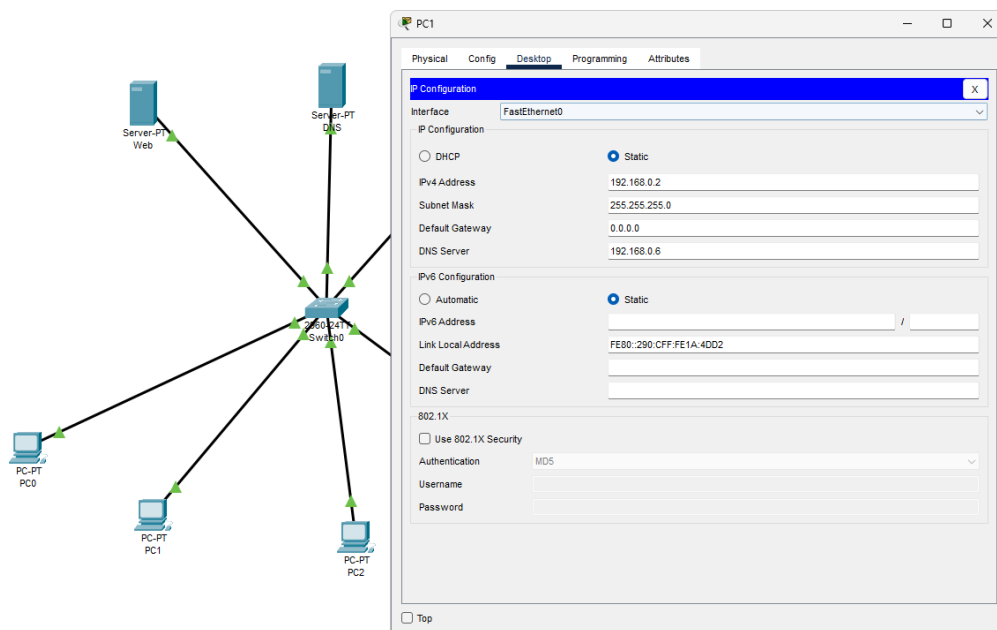 PC1
Physical Config Desktop Programming Attributes
IP Configuration X
Interface FastEthernet0
IP Configuration
DHCP Static
IPv4 Address 192.168.0.2
Subnet Mask 255.255.255.0
Default Gateway 0.0.0.0
DNS Server 192.168.0.6
IPv6 Configuration
Automatic Static
IPv6 Address /
Link Local Address FE80::290:CFF:FE1A:4DD2
Default Gateway
DNS Server
802.1X
Use 802.1X Security
Authentication MD5
Username
Password
Top
Server-PT
Web
Server-PT
DNS
2960-24TT
Switch0
PC-PT
PC0
PC-PT
PC1
PC-PT
PC2